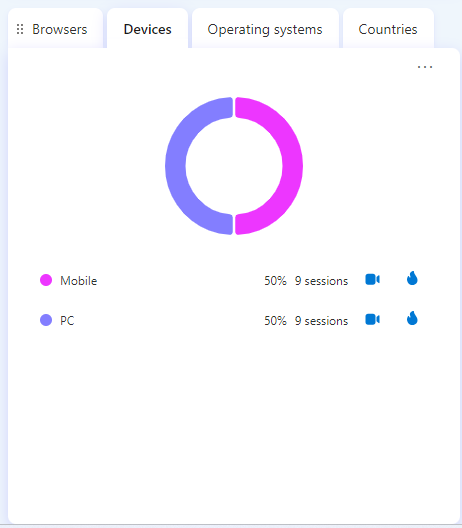 Browsers Devices Operating systems Countries
Mobile 50% 9 sessions
PC 50% 9 sessions